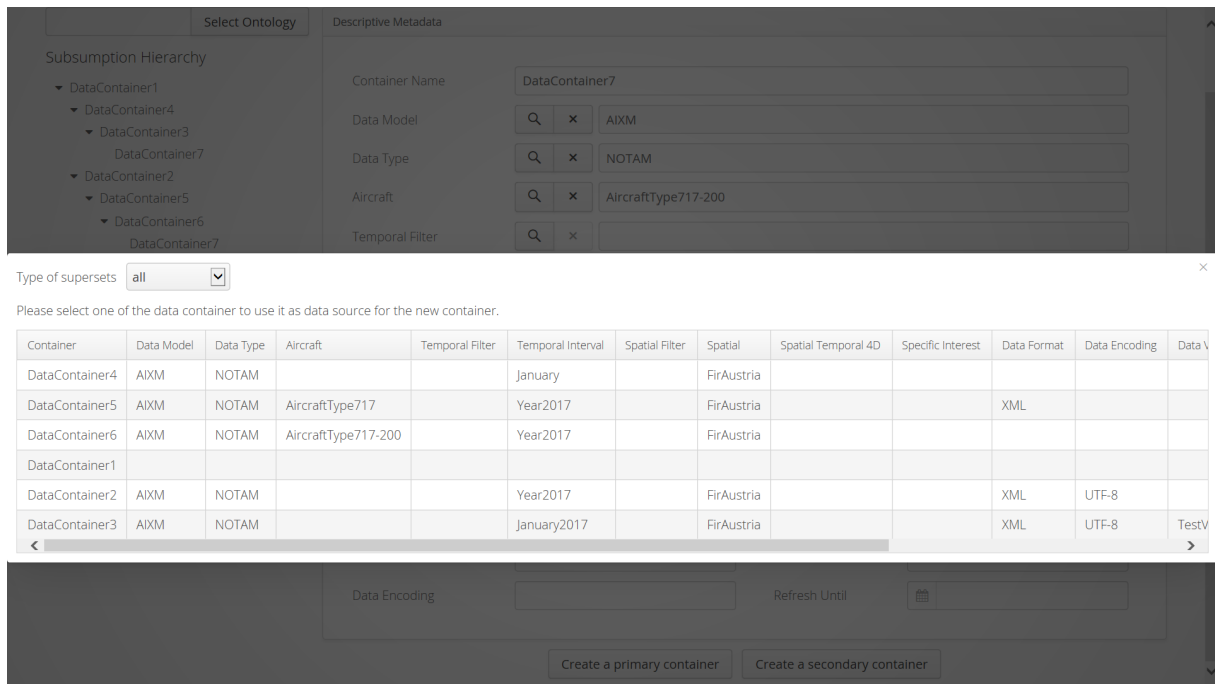 Select Ontology
Descriptive Metadata
Subsumption Hierarchy
DataContainer1
DataContainer4
DataContainer3
DataContainer7
DataContainer2
DataContainer5
DataContainer6
DataContainer7
Container Name DataContainer7
Data Model AIXM
Data Type NOTAM
Aircraft AircraftType717-200
Temporal Filter
Type of supersets all
Please select one of the data container to use it as data source for the new container.
Container Data Model Data Type Aircraft Temporal Filter Temporal Interval Spatial Filter Spatial Spatial Temporal 4D Specific Interest Data Format Data Encoding Data V
DataContainer4 AIXM NOTAM January FirAustria
DataContainer5 AIXM NOTAM AircraftType717 Year2017 FirAustria XML
DataContainer6 AIXM NOTAM AircraftType717-200 Year2017 FirAustria
DataContainer1
DataContainer2 AIXM NOTAM Year2017 FirAustria XML UTF-8
DataContainer3 AIXM NOTAM January2017 FirAustria XML UTF-8 TestV
Data Encoding Refresh Until
Create a primary container Create a secondary container